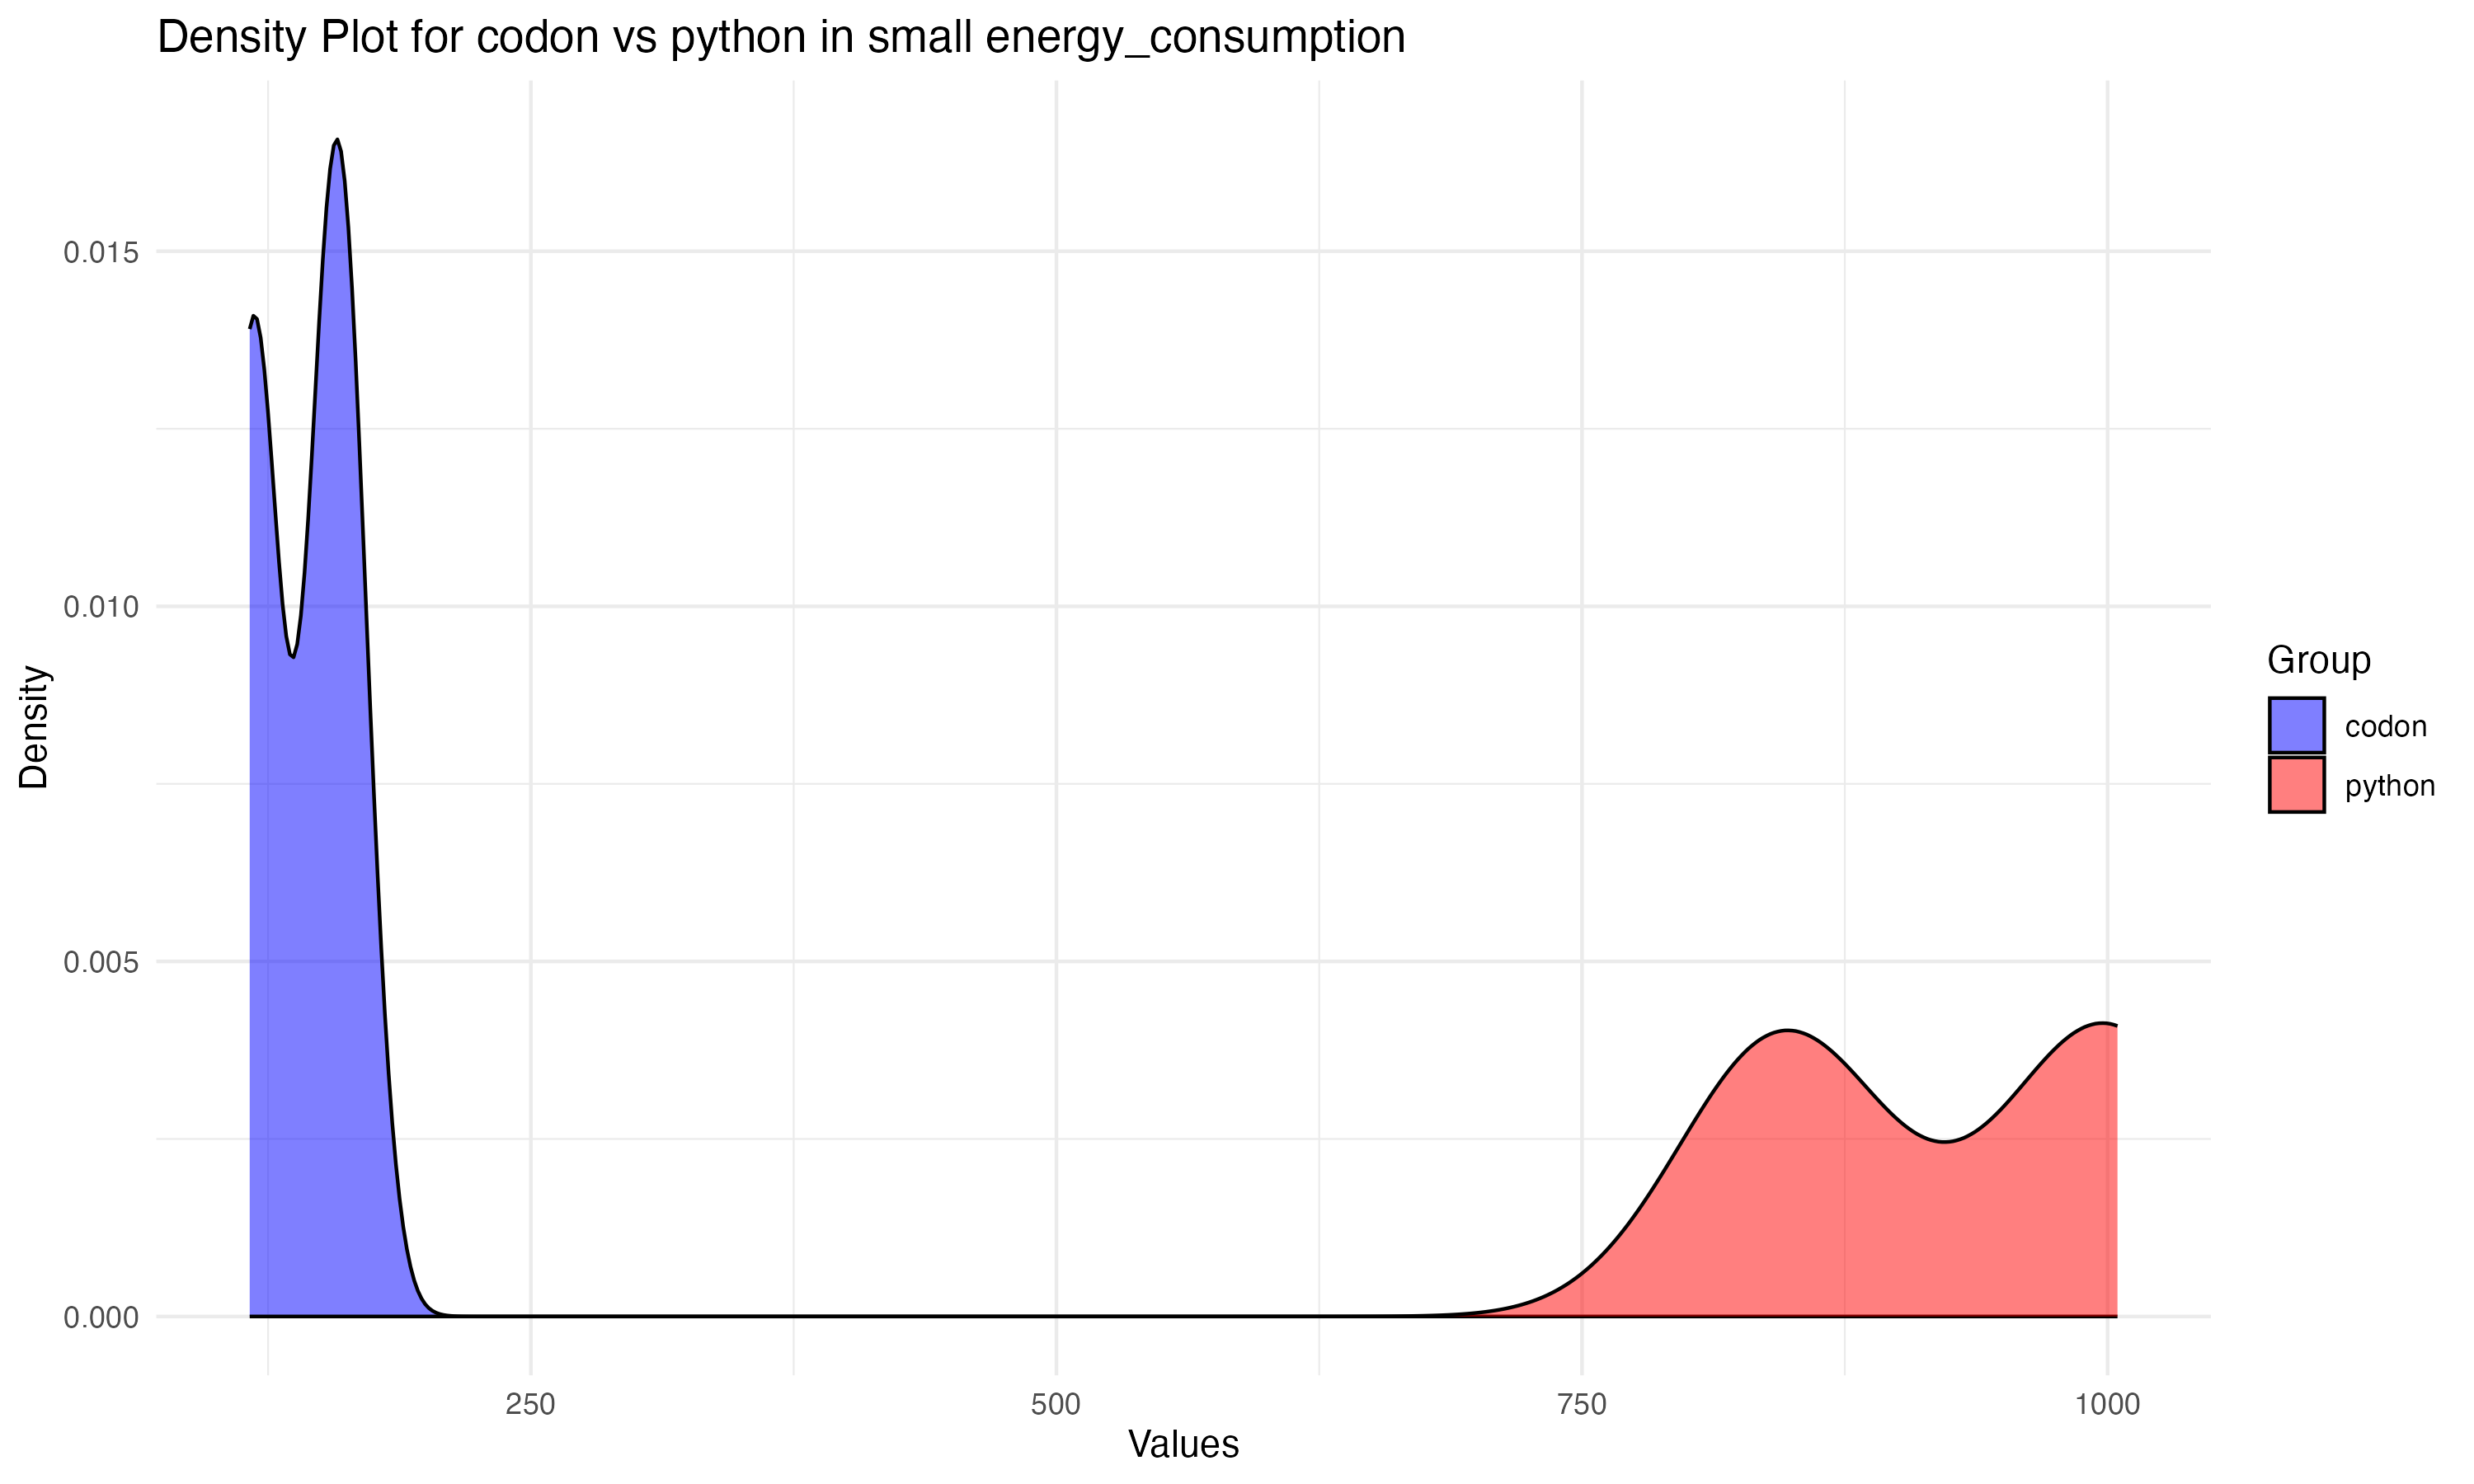 Density Plot for codon vs python in small energy_consumption
Density
0.015
0.010
0.005
0.000
250
500
750
1000
Values
Group
codon
python